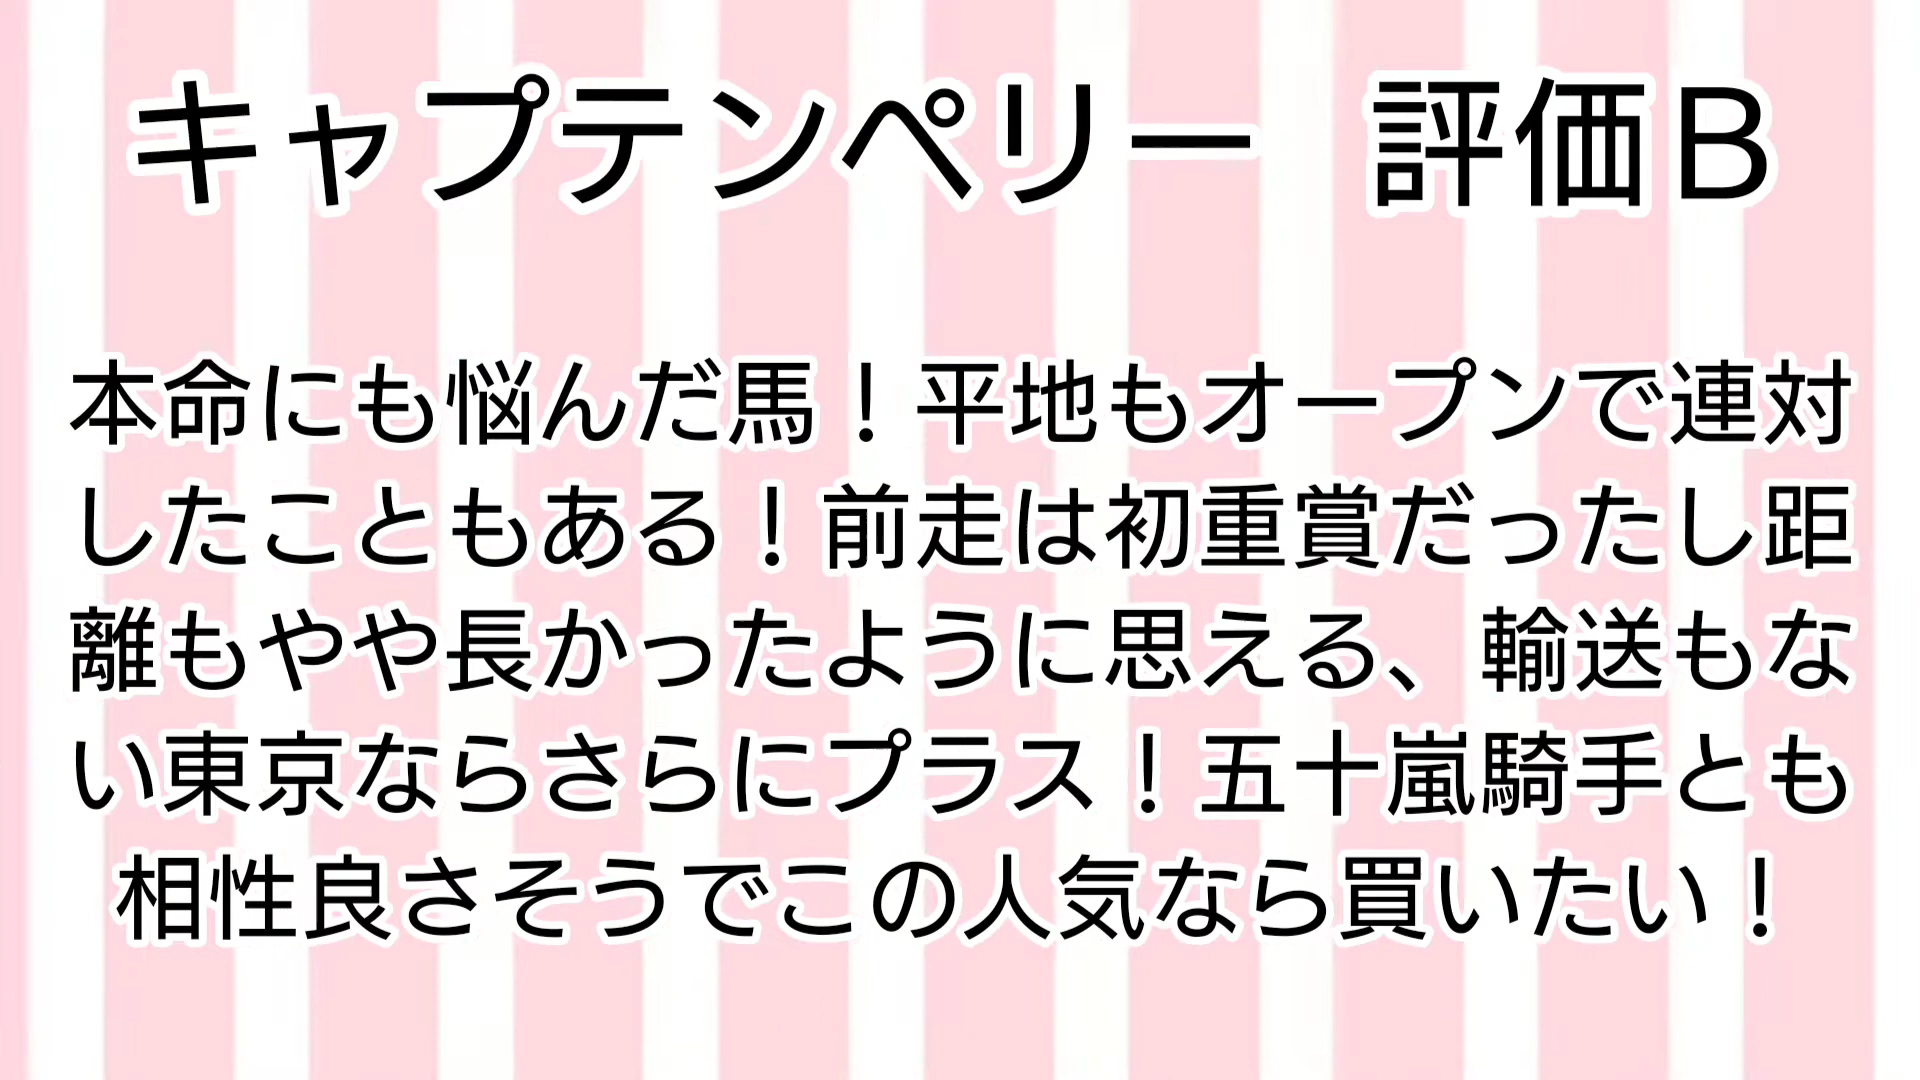 キャプテンペリー　評価B
本命にも悩んだ馬！平地もオープンで連対
したこともある！前走は初重賞だったし距
離もやや長かったように思える、輸送もな
い東京ならさらにプラス！五十嵐騎手とも
相性良さそうでこの人気なら買いたい！